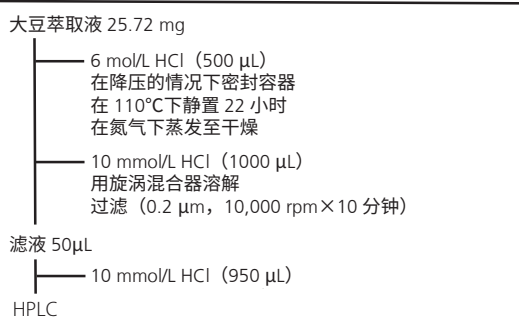 大豆萃取液 25.72 mg
6 mol/L HCl（500 µL）
在降压的情况下密封容器
在 110℃下静置 22 小时
在氮气下蒸发至干燥
10 mmol/L HCl（1000 µL）
用旋涡混合器溶解
过滤（0.2 µm，10,000 rpm×10 分钟）
滤液 50µL
10 mmol/L HCl（950 µL）
HPLC